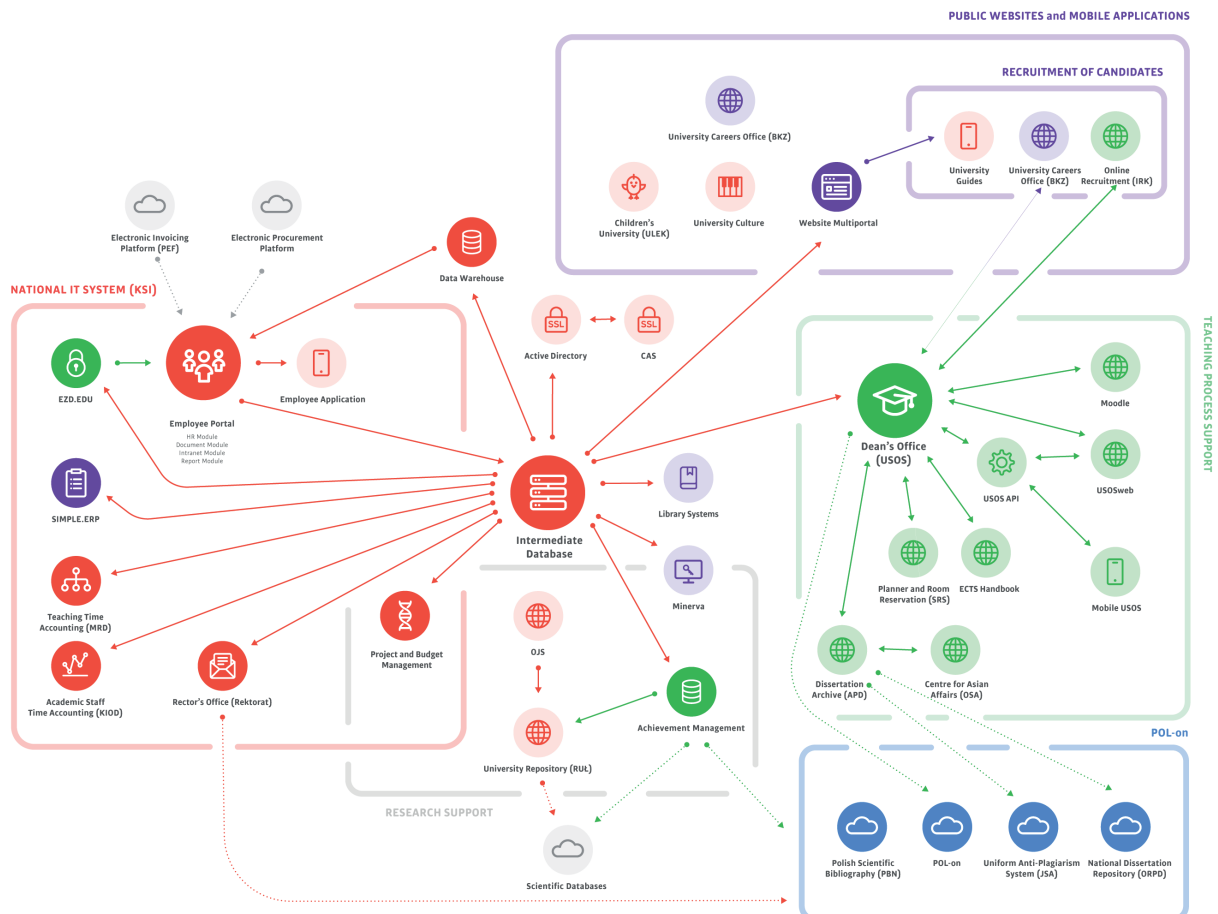 PUBLIC WEBSITES and MOBILE APPLICATIONS
RECRUITMENT OF CANDIDATES
University Careers Office (BKZ)
University
Guides
University Careers
Office (BKZ)
Online
Recruitment (IRK)
Children's
University (ULEK)
University Culture
Website Multiportal
Electronic Invoicing
Platform (PEF)
Electronic Procurement
Platform
Data Warehouse
NATIONAL IT SYSTEM (KSI)
SSL
SSL
Active Directory
CAS
EZD.EDU
Employee Application
Employee Portal
HR Module
Document Module
Intranet Module
Report Module
TEACHING PROCESS SUPPORT
Moodle
Dean's Office
(USOS)
USOS API
USOSweb
SIMPLE.ERP
Intermediate
Database
Library Systems
Planner and Room
Reservation (SRS)
ECTS Handbook
Mobile USOS
Minerva
Teaching Time
Accounting (MRD)
Project and Budget
Management
OJS
Academic Staff
Time Accounting (KIOD)
Rector's Office (Rektorat)
Dissertation
Archive (APD)
Centre for Asian
Affairs (OSA)
Achievement Management
University Repository (RUŁ)
POL-on
RESEARCH SUPPORT
Scientific Databases
Polish Scientific
Bibliography (PBN)
POL-on
Uniform Anti-Plagiarism
System (JSA)
National Dissertation
Repository (ORPD)